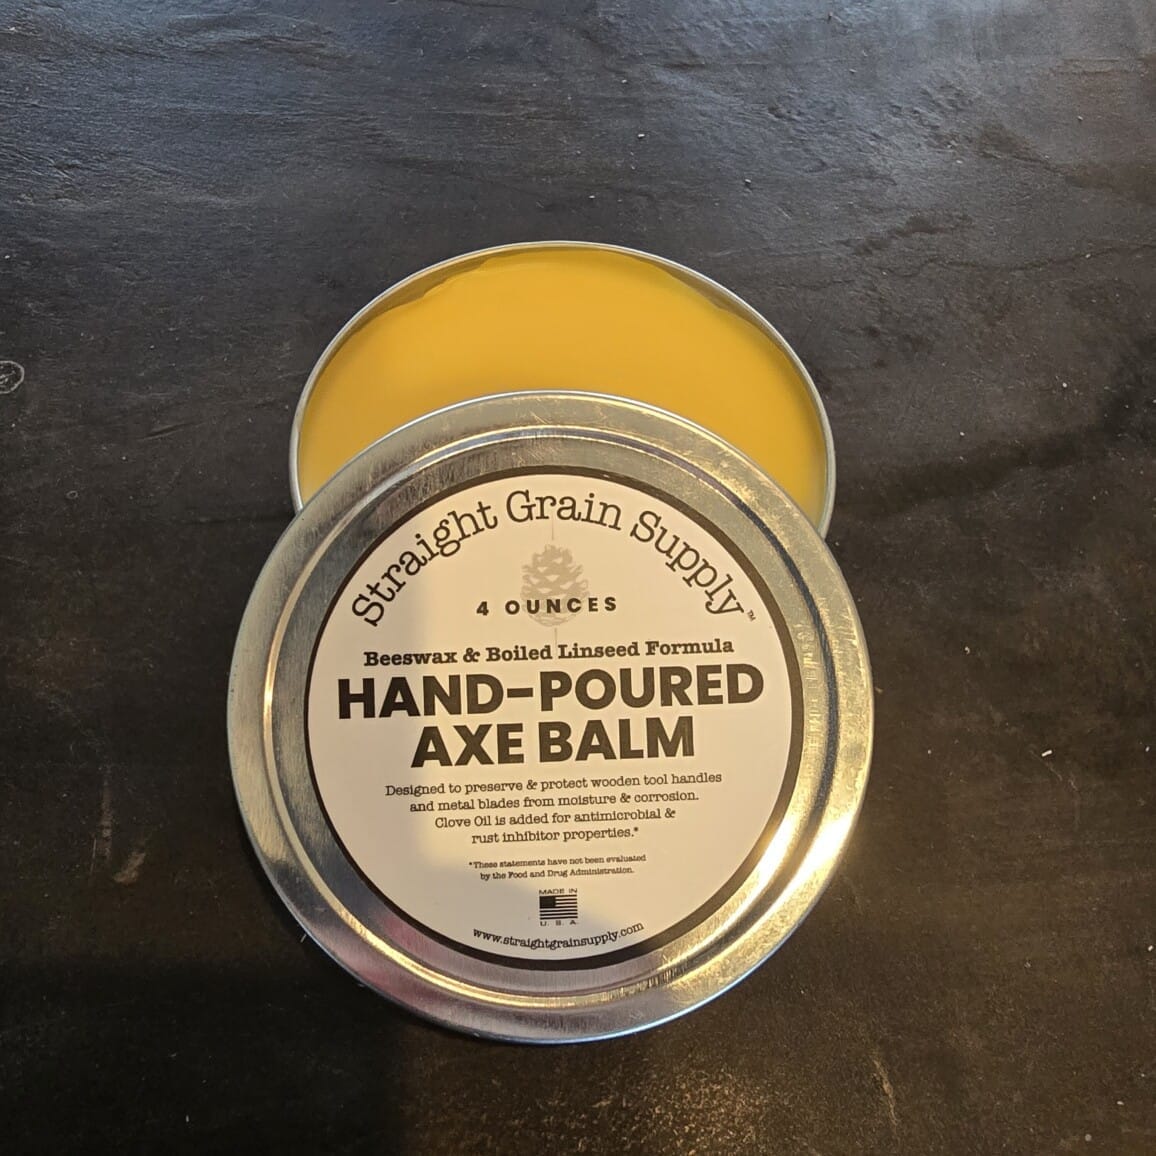 Straight Grain Supply™
4 OUNCES
Beeswax & Boiled Linseed Formula
HAND-POURED
AXE BALM
Designed to preserve & protect wooden tool handles
and metal blades from moisture & corrosion.
Clove Oil is added for antimicrobial &
rust inhibitor properties.*
*These statements have not been evaluated
by the Food and Drug Administration.
MADE IN
U. S. A.
www.straightgrainsupply.com